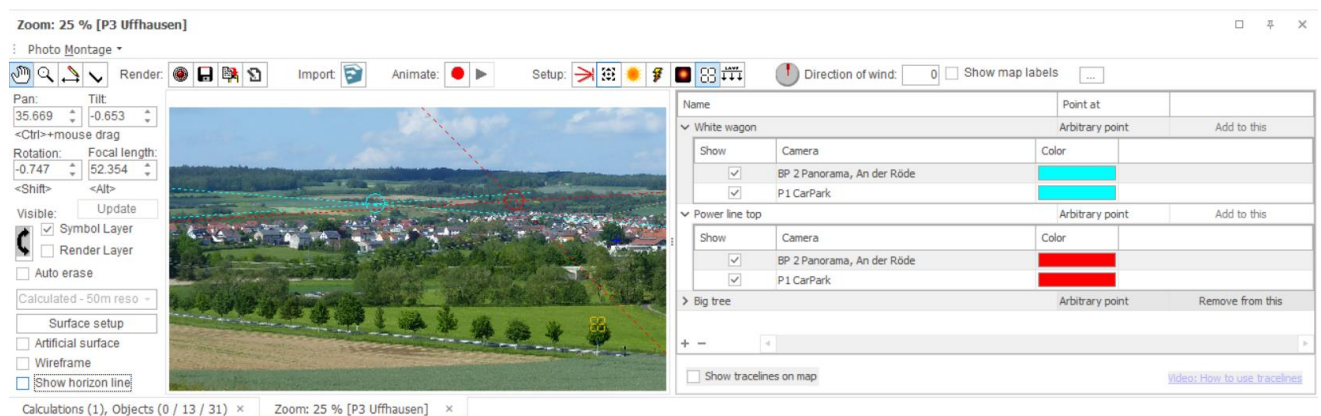 Zoom: 25 % [P3 Uffhausen]
Photo Montage
Render: Import: Animate: Setup: Direction of wind: 0 Show map labels ...
Pan: Tilt:
35.669 -0.653
<Ctrl>+mouse drag
Rotation: Focal length:
-0.747 52.354
<Shift> <Alt>
Visible: Update
Symbol Layer
Render Layer
Auto erase
Calculated - 50m reso
Surface setup
Artificial surface
Wireframe
Show horizon line
Name Point at
White wagon Arbitrary point Add to this
Show Camera Color
BP 2 Panorama, An der Röde
P1 CarPark
Power line top Arbitrary point Add to this
Show Camera Color
BP 2 Panorama, An der Röde
P1 CarPark
Big tree Arbitrary point Remove from this
Show tracelines on map Video: How to use tracelines
Calculations (1), Objects (0 / 13 / 31) Zoom: 25 % [P3 Uffhausen]